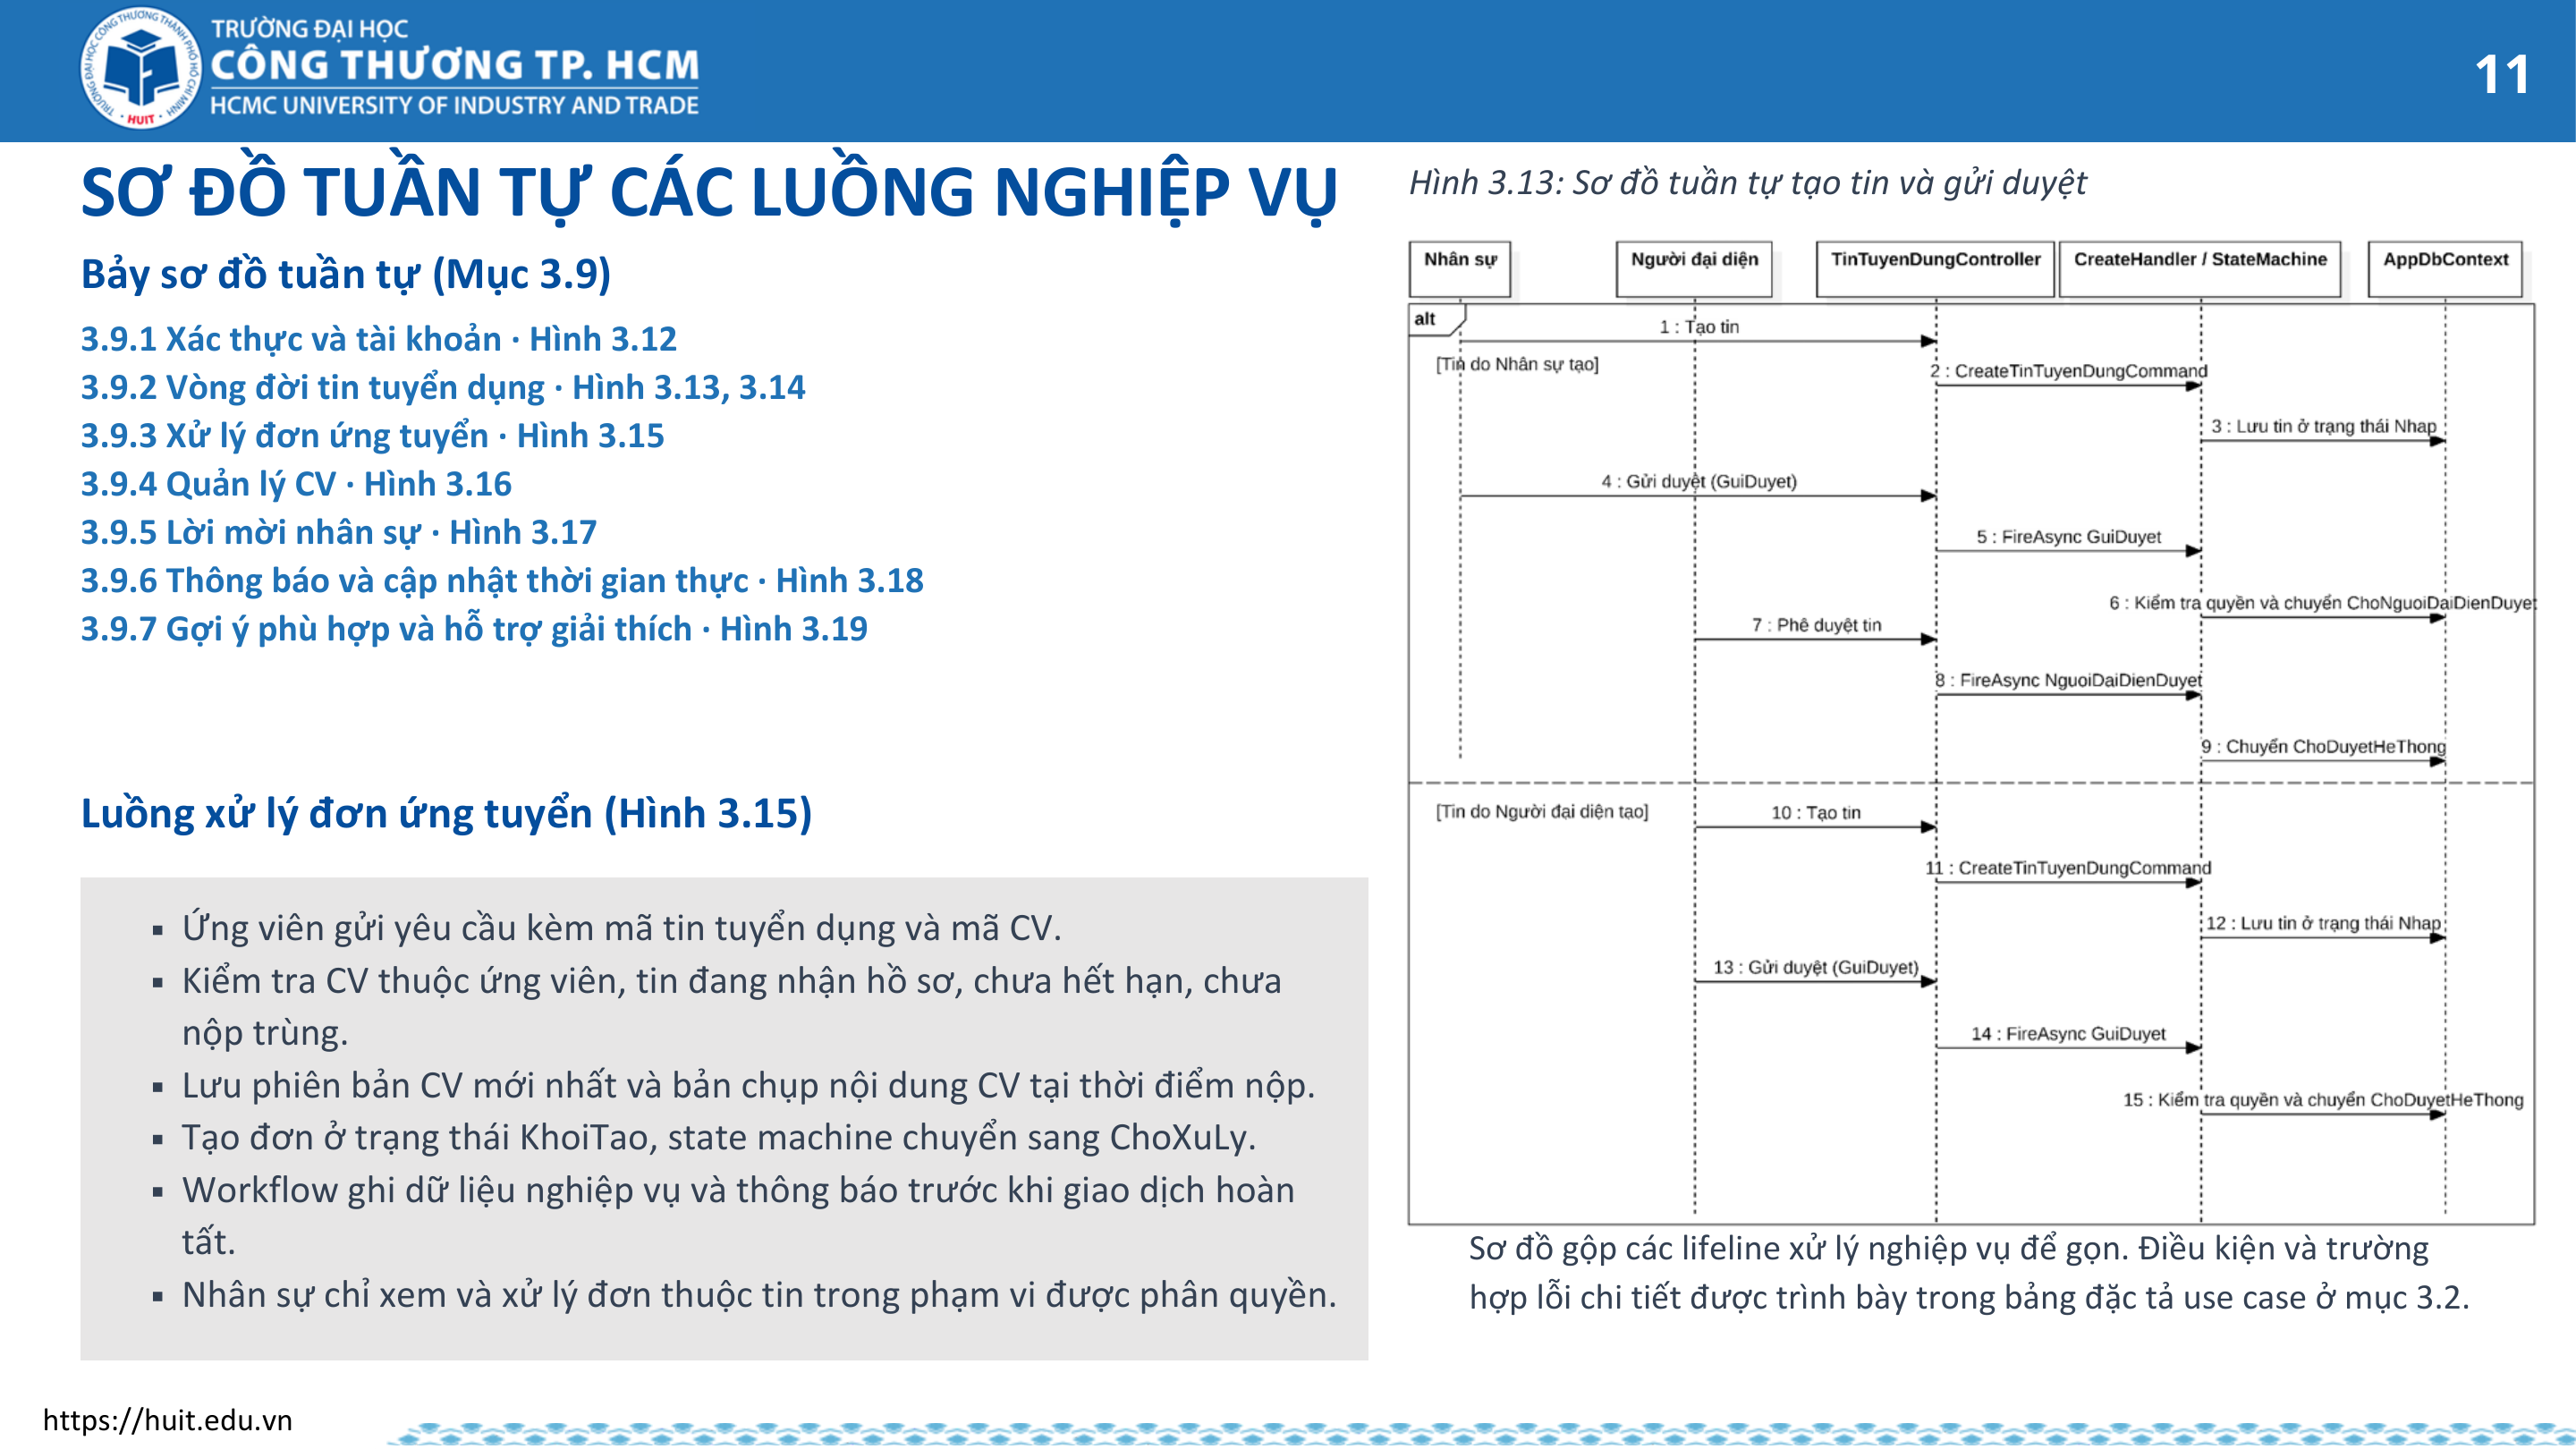 TRƯỜNG ĐẠI HỌC
CÔNG THƯƠNG TP. HCM
HCMC UNIVERSITY OF INDUSTRY AND TRADE
TRƯỜNG ĐẠI HỌC CÔNG THƯƠNG THÀNH PHỐ HỒ CHÍ MINH
HUIT
11
SƠ ĐỒ TUẦN TỰ CÁC LUỒNG NGHIỆP VỤ
Bảy sơ đồ tuần tự (Mục 3.9)
3.9.1 Xác thực và tài khoản · Hình 3.12
3.9.2 Vòng đời tin tuyển dụng · Hình 3.13, 3.14
3.9.3 Xử lý đơn ứng tuyển · Hình 3.15
3.9.4 Quản lý CV · Hình 3.16
3.9.5 Lời mời nhân sự · Hình 3.17
3.9.6 Thông báo và cập nhật thời gian thực · Hình 3.18
3.9.7 Gợi ý phù hợp và hỗ trợ giải thích · Hình 3.19
Luồng xử lý đơn ứng tuyển (Hình 3.15)
▪ Ứng viên gửi yêu cầu kèm mã tin tuyển dụng và mã CV.
▪ Kiểm tra CV thuộc ứng viên, tin đang nhận hồ sơ, chưa hết hạn, chưa
nộp trùng.
▪ Lưu phiên bản CV mới nhất và bản chụp nội dung CV tại thời điểm nộp.
▪ Tạo đơn ở trạng thái KhoiTao, state machine chuyển sang ChoXuLy.
▪ Workflow ghi dữ liệu nghiệp vụ và thông báo trước khi giao dịch hoàn
tất.
▪ Nhân sự chỉ xem và xử lý đơn thuộc tin trong phạm vi được phân quyền.
Hình 3.13: Sơ đồ tuần tự tạo tin và gửi duyệt
Nhân sự
Người đại diện
TinTuyenDungController
CreateHandler / StateMachine
AppDbContext
alt
1 : Tạo tin
[Tin do Nhân sự tạo]
2 : CreateTinTuyenDungCommand
3 : Lưu tin ở trạng thái Nhap
4 : Gửi duyệt (GuiDuyet)
5 : FireAsync GuiDuyet
6 : Kiểm tra quyền và chuyển ChoNguoiDaiDienDuyet
7 : Phê duyệt tin
8 : FireAsync NguoiDaiDienDuyet
9 : Chuyển ChoDuyetHeThong
[Tin do Người đại diện tạo]
10 : Tạo tin
11 : CreateTinTuyenDungCommand
12 : Lưu tin ở trạng thái Nhap
13 : Gửi duyệt (GuiDuyet)
14 : FireAsync GuiDuyet
15 : Kiểm tra quyền và chuyển ChoDuyetHeThong
Sơ đồ gộp các lifeline xử lý nghiệp vụ để gọn. Điều kiện và trường
hợp lỗi chi tiết được trình bày trong bảng đặc tả use case ở mục 3.2.
https://huit.edu.vn